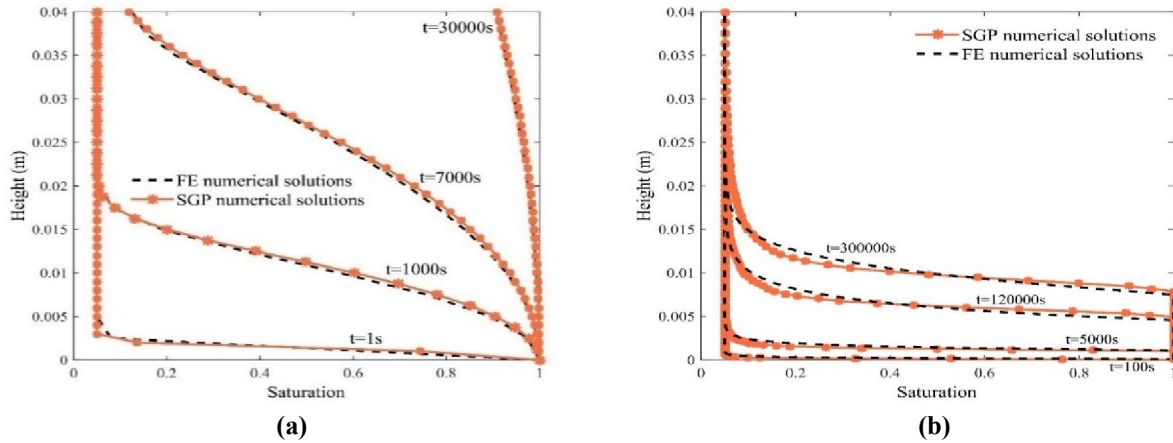 0.04
0.035
0.03
0.025
0.02
0.015
0.01
0.005
0
Height (m)
t=30000s
t=7000s
FE numerical solutions
SGP numerical solutions
t=1000s
t=1s
0 0.2 0.4 0.6 0.8 1
Saturation
(a)
0.04
0.035
0.03
0.025
0.02
0.015
0.01
0.005
0
Height (m)
SGP numerical solutions
FE numerical solutions
t=300000s
t=120000s
t=5000s
t=100s
0 0.2 0.4 0.6 0.8 1
Saturation
(b)